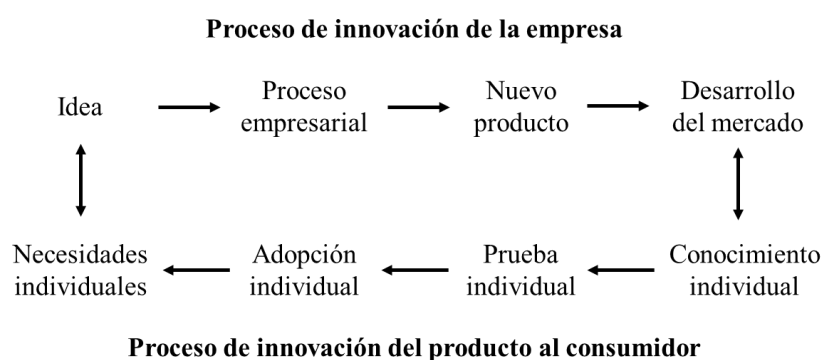 Proceso de innovación de la empresa
Idea
Proceso
empresarial
Nuevo
producto
Desarrollo
del mercado
Necesidades
individuales
Adopción
individual
Prueba
individual
Conocimiento
individual
Proceso de innovación del producto al consumidor